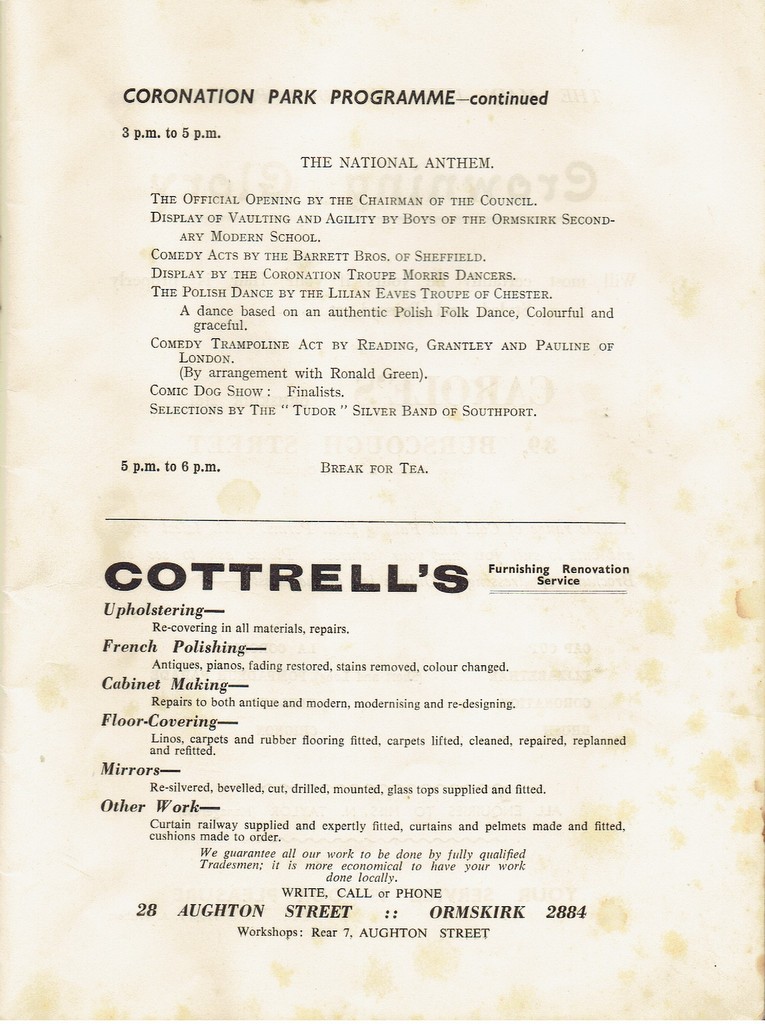 CORONATION PARK PROGRAMME—continued
3 p.m. to 5 p.m.
THE NATIONAL ANTHEM.
The Official Opening by the Chairman of the Council.
Display of Vaulting and Agility by Boys of the Ormskirk Second-
ary Modern School.
Comedy Acts by the Barrett Bros. of Sheffield.
Display by the Coronation Troupe Morris Dancers.
The Polish Dance by the Lilian Eaves Troupe of Chester.
A dance based on an authentic Polish Folk Dance, Colourful and
graceful.
Comedy Trampoline Act by Reading, Grantley and Pauline of
London.
(By arrangement with Ronald Green).
Comic Dog Show : Finalists.
Selections by The “ Tudor ” Silver Band of Southport.
5 p.m. to 6 p.m. Break for Tea.
COTTRELL'S Furnishing Renovation
Service
Upholstering—
Re-covering in all materials, repairs.
French Polishing—
Antiques, pianos, fading restored, stains removed, colour changed.
Cabinet Making—
Repairs to both antique and modern, modernising and re-designing.
Floor-Covering—
Linos, carpets and rubber flooring fitted, carpets lifted, cleaned, repaired, replanned
and refitted.
Mirrors—
Re-silvered, bevelled, cut, drilled, mounted, glass tops supplied and fitted.
Other Work—
Curtain railway supplied and expertly fitted, curtains and pelmets made and fitted,
cushions made to order.
We guarantee all our work to be done by fully qualified
Tradesmen; it is more economical to have your work
done locally.
WRITE, CALL or PHONE
28 AUGHTON STREET :: ORMSKIRK 2884
Workshops: Rear 7, AUGHTON STREET